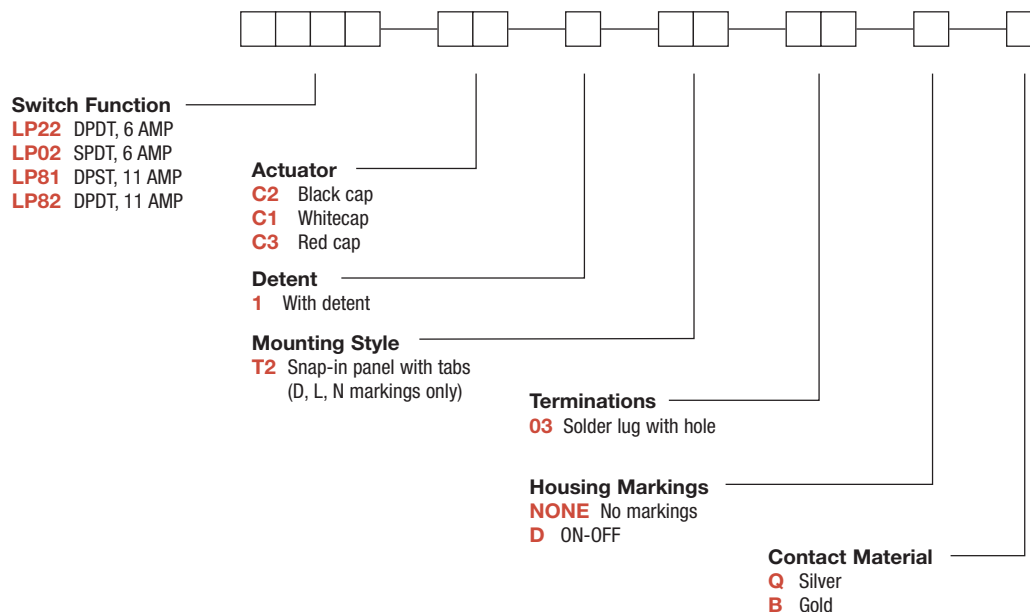 Switch Function
LP22 DPDT, 6 AMP
LP02 SPDT, 6 AMP
LP81 DPST, 11 AMP
LP82 DPDT, 11 AMP
Actuator
C2 Black cap
C1 Whitecap
C3 Red cap
Detent
1 With detent
Mounting Style
T2 Snap-in panel with tabs
(D, L, N markings only)
Terminations
03 Solder lug with hole
Housing Markings
NONE No markings
D ON-OFF
Contact Material
Q Silver
B Gold